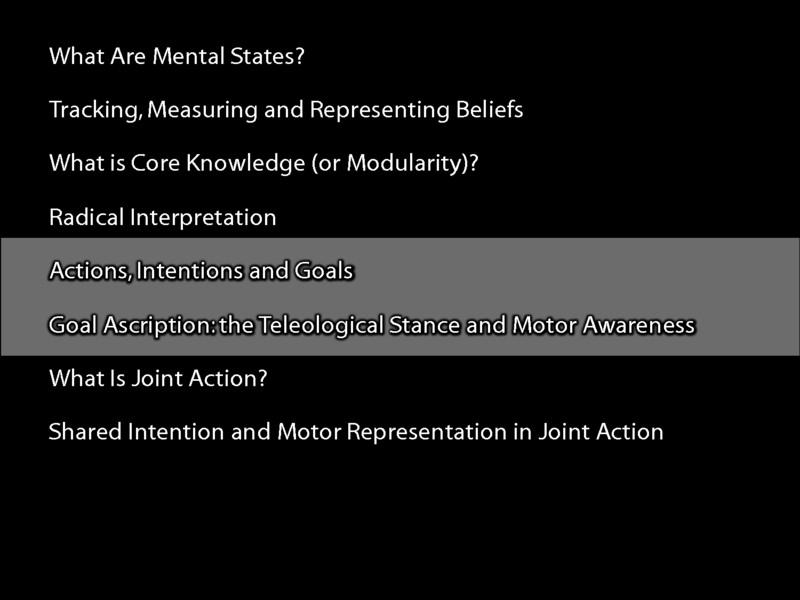 What Are Mental States?
Tracking, Measuring and Representing Beliefs
What is Core Knowledge (or Modularity)?
Radical Interpretation
Actions, Intentions and Goals
Goal Ascription: the Teleological Stance and Motor Awareness
What Is Joint Action?
Shared Intention and Motor Representation in Joint Action